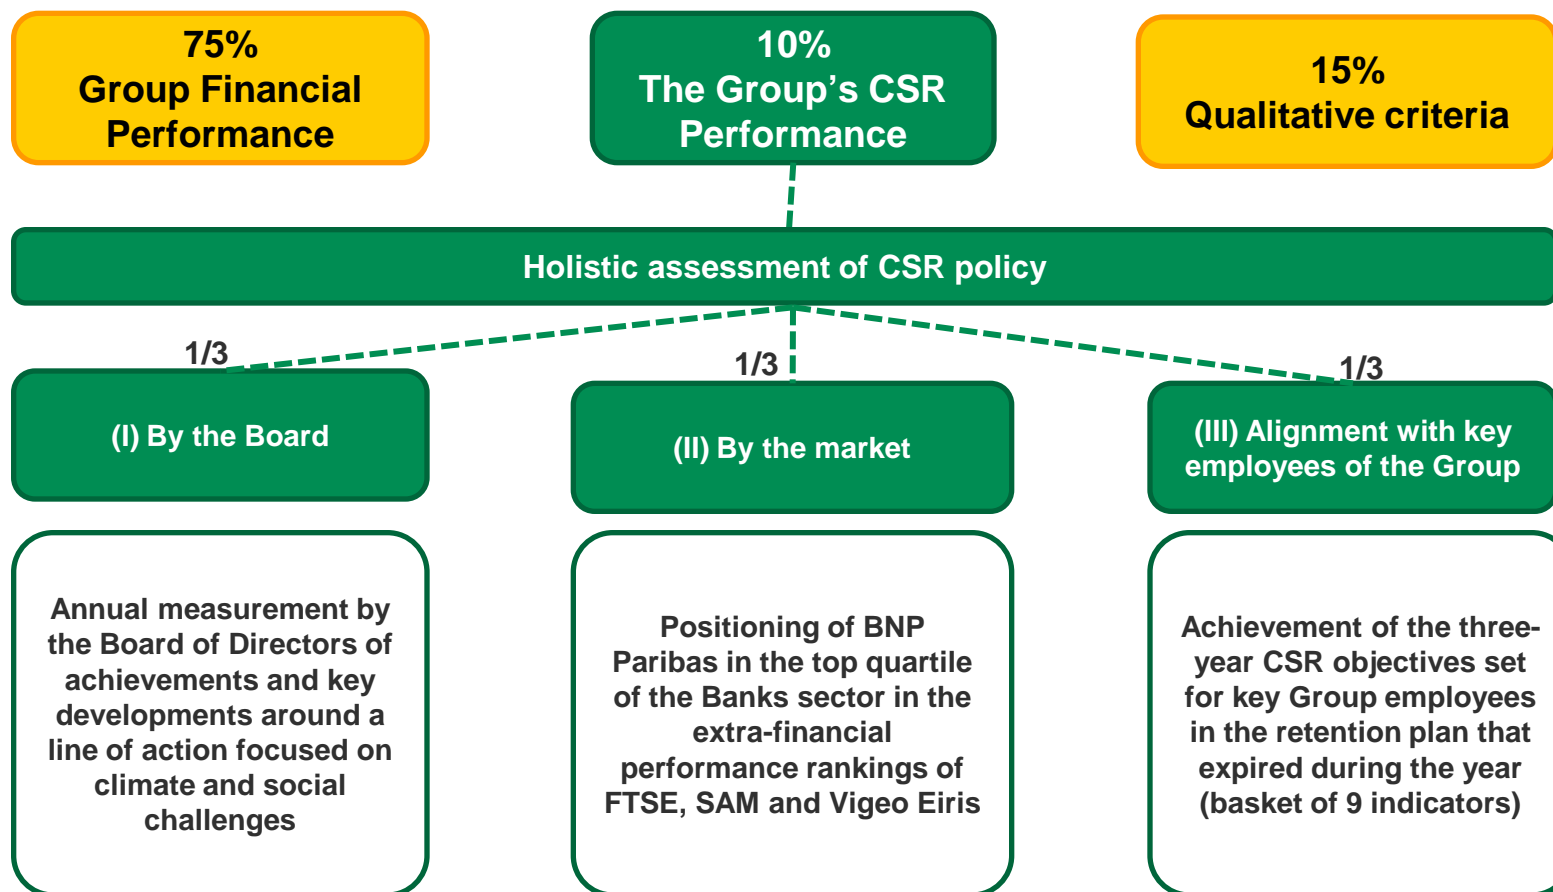 75%
Group Financial
Performance
10%
The Group's CSR
Performance
15%
Qualitative criteria
Holistic assessment of CSR policy
1/3
1/3
1/3
(I) By the Board
(II) By the market
(III) Alignment with key
employees of the Group
Annual measurement by
the Board of Directors of
achievements and key
developments around a
line of action focused on
climate and social
challenges
Positioning of BNP
Paribas in the top quartile
of the Banks sector in the
extra-financial
performance rankings of
FTSE, SAM and Vigeo Eiris
Achievement of the three-
year CSR objectives set
for key Group employees
in the retention plan that
expired during the year
(basket of 9 indicators)